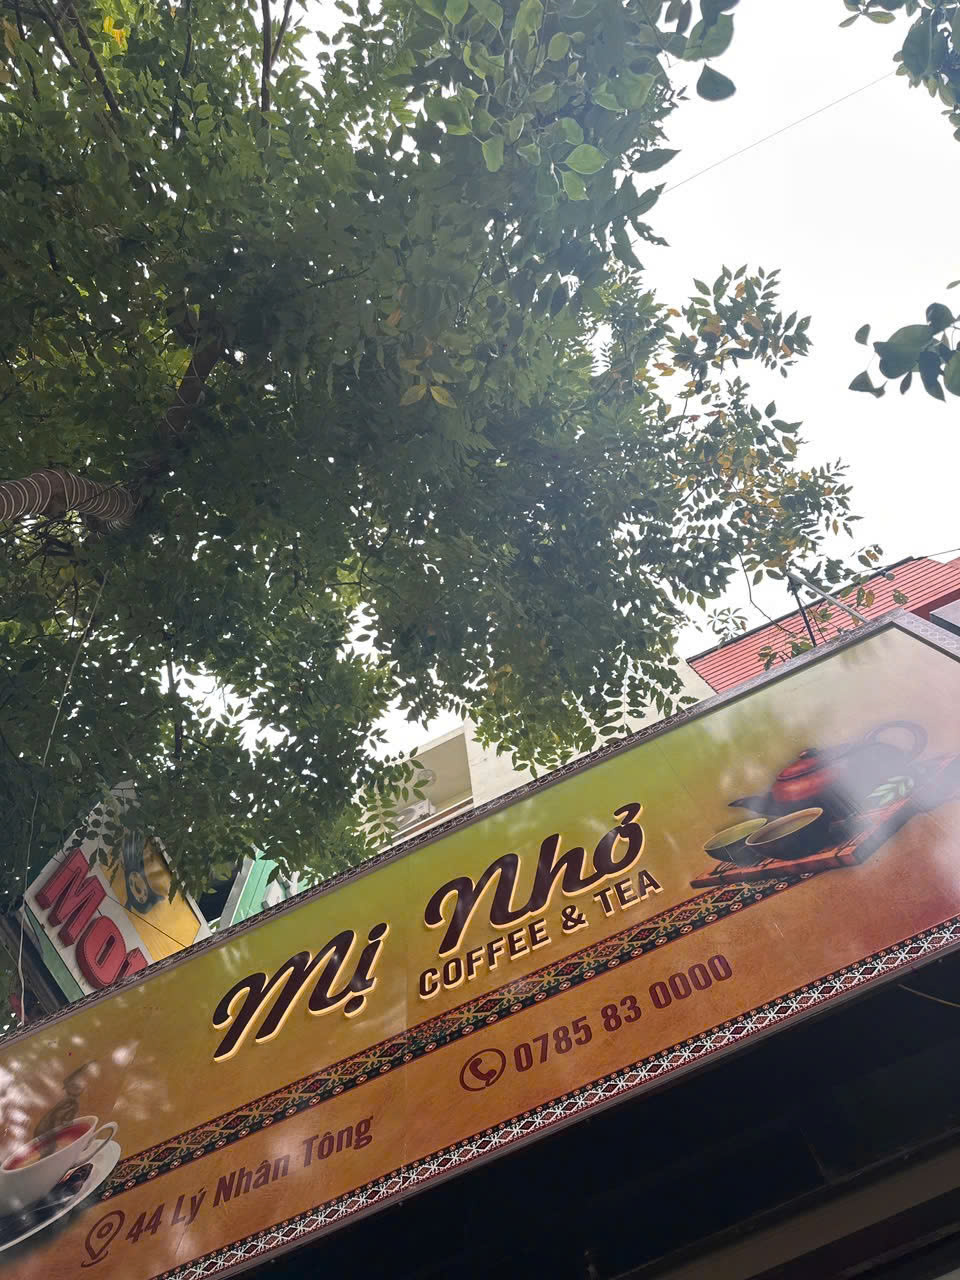 Mị Nhỏ
COFFEE & TEA
0785 83 0000
44 Lý Nhân Tông